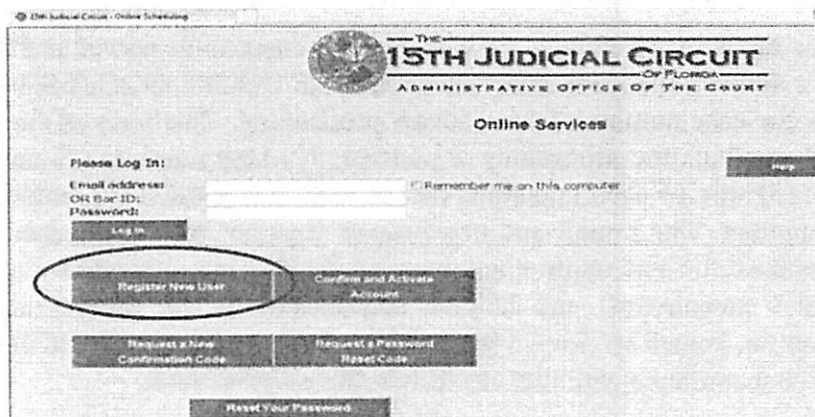 15th Judicial Circuit - Online Scheduling
THE
15TH JUDICIAL CIRCUIT
OF FLORIDA
ADMINISTRATIVE OFFICE OF THE COURT
Online Services
Please Log In:
Help
Email address:
OR Bar ID:
Remember me on this computer
Password:
Log In
Register New User
Confirm and Activate
Account
Request a New
Confirmation Code
Request a Password
Reset Code
Reset Your Password